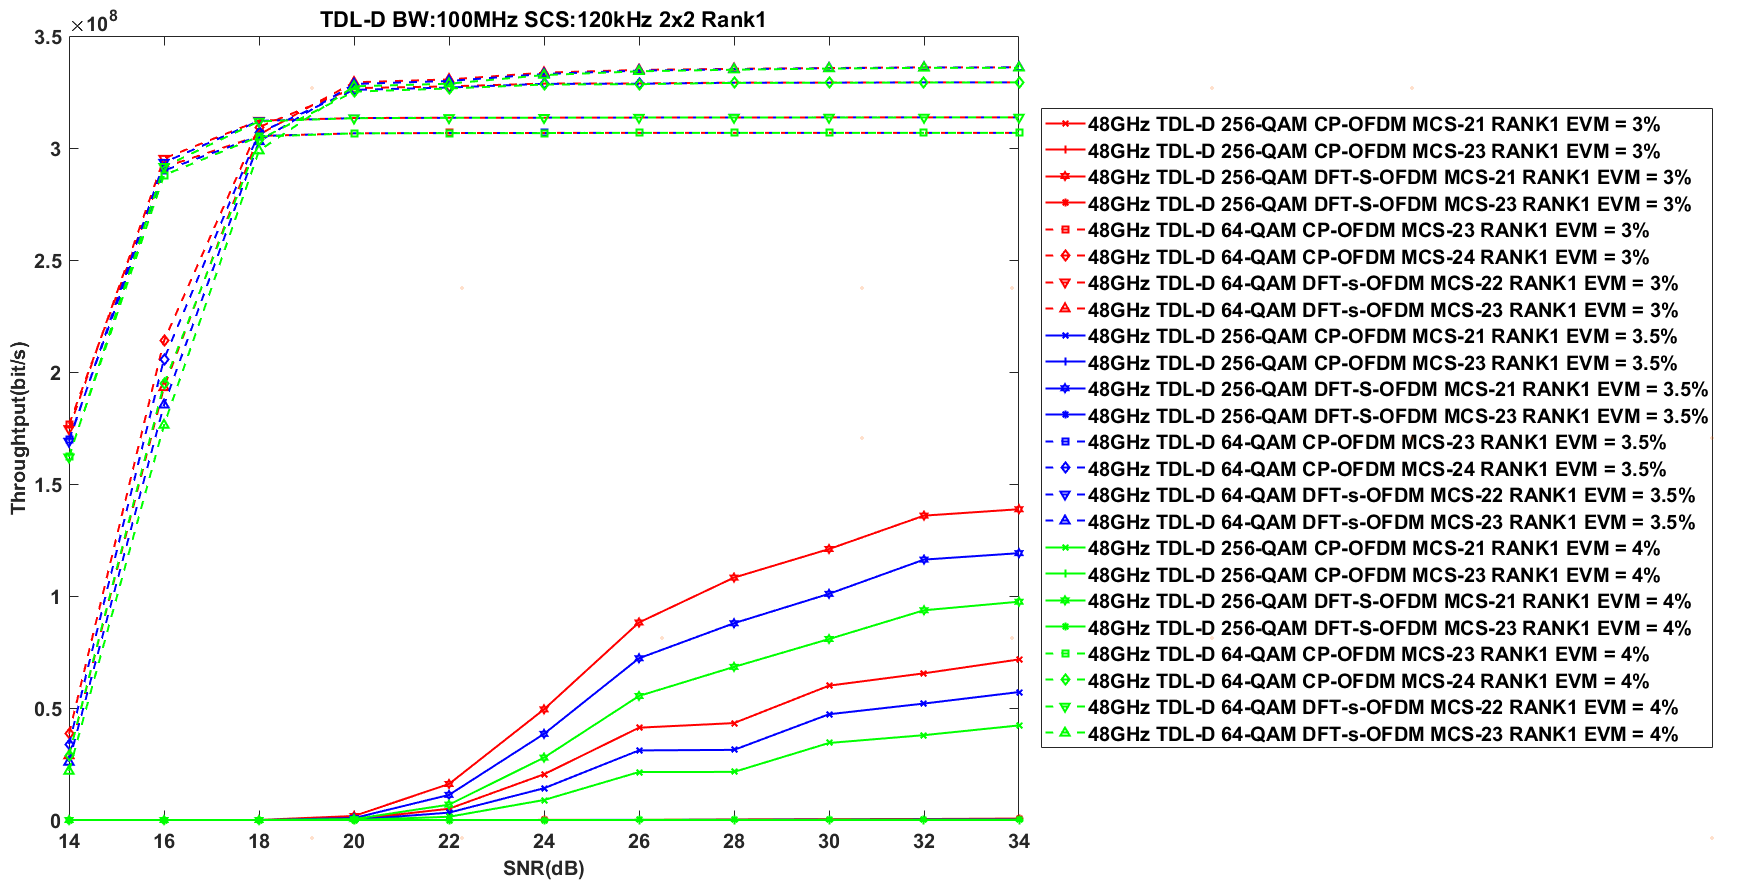 TDL-D BW:100MHz SCS:120kHz 2x2 Rank1
×10⁸
3.5
3
2.5
2
1.5
1
0.5
0
Throughtput(bit/s)
14 16 18 20 22 24 26 28 30 32 34
SNR(dB)
48GHz TDL-D 256-QAM CP-OFDM MCS-21 RANK1 EVM = 3%
48GHz TDL-D 256-QAM CP-OFDM MCS-23 RANK1 EVM = 3%
48GHz TDL-D 256-QAM DFT-S-OFDM MCS-21 RANK1 EVM = 3%
48GHz TDL-D 256-QAM DFT-S-OFDM MCS-23 RANK1 EVM = 3%
48GHz TDL-D 64-QAM CP-OFDM MCS-23 RANK1 EVM = 3%
48GHz TDL-D 64-QAM CP-OFDM MCS-24 RANK1 EVM = 3%
48GHz TDL-D 64-QAM DFT-s-OFDM MCS-22 RANK1 EVM = 3%
48GHz TDL-D 64-QAM DFT-s-OFDM MCS-23 RANK1 EVM = 3%
48GHz TDL-D 256-QAM CP-OFDM MCS-21 RANK1 EVM = 3.5%
48GHz TDL-D 256-QAM CP-OFDM MCS-23 RANK1 EVM = 3.5%
48GHz TDL-D 256-QAM DFT-S-OFDM MCS-21 RANK1 EVM = 3.5%
48GHz TDL-D 256-QAM DFT-S-OFDM MCS-23 RANK1 EVM = 3.5%
48GHz TDL-D 64-QAM CP-OFDM MCS-23 RANK1 EVM = 3.5%
48GHz TDL-D 64-QAM CP-OFDM MCS-24 RANK1 EVM = 3.5%
48GHz TDL-D 64-QAM DFT-s-OFDM MCS-22 RANK1 EVM = 3.5%
48GHz TDL-D 64-QAM DFT-s-OFDM MCS-23 RANK1 EVM = 3.5%
48GHz TDL-D 256-QAM CP-OFDM MCS-21 RANK1 EVM = 4%
48GHz TDL-D 256-QAM CP-OFDM MCS-23 RANK1 EVM = 4%
48GHz TDL-D 256-QAM DFT-S-OFDM MCS-21 RANK1 EVM = 4%
48GHz TDL-D 256-QAM DFT-S-OFDM MCS-23 RANK1 EVM = 4%
48GHz TDL-D 64-QAM CP-OFDM MCS-23 RANK1 EVM = 4%
48GHz TDL-D 64-QAM CP-OFDM MCS-24 RANK1 EVM = 4%
48GHz TDL-D 64-QAM DFT-s-OFDM MCS-22 RANK1 EVM = 4%
48GHz TDL-D 64-QAM DFT-s-OFDM MCS-23 RANK1 EVM = 4%